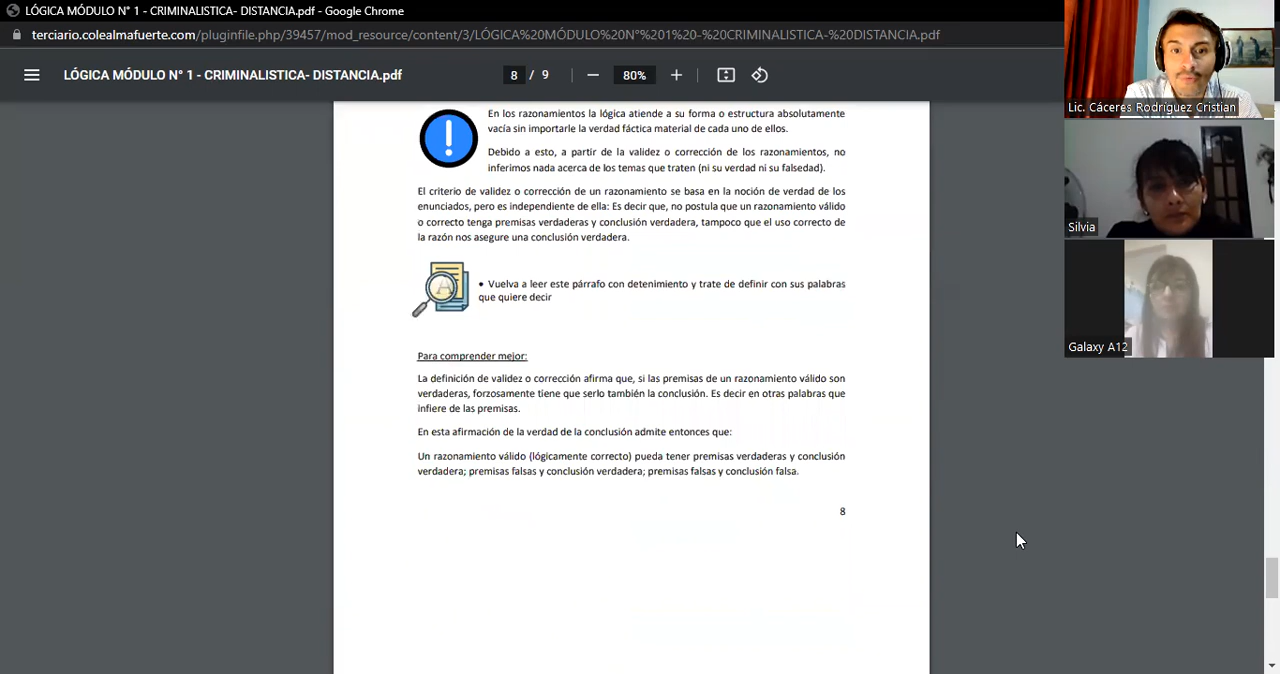 LÓGICA MÓDULO N° 1 - CRIMINALISTICA- DISTANCIA.pdf - Google Chrome
terciario.colealmafuerte.com/pluginfile.php/39457/mod_resource/content/3/LÓGICA%20MÓDULO%20N°%201%20-%20CRIMINALISTICA-%20DISTANCIA.pdf
LÓGICA MÓDULO N° 1 - CRIMINALISTICA- DISTANCIA.pdf
8 / 9
80%
En los razonamientos la lógica atiende a su forma o estructura absolutamente
vacía sin importarle la verdad fáctica material de cada uno de ellos.
Debido a esto, a partir de la validez o corrección de los razonamientos, no
inferimos nada acerca de los temas que traten (ni su verdad ni su falsedad).
El criterio de validez o corrección de un razonamiento se basa en la noción de verdad de los
enunciados, pero es independiente de ella: Es decir que, no postula que un razonamiento válido
o correcto tenga premisas verdaderas y conclusión verdadera, tampoco que el uso correcto de
la razón nos asegure una conclusión verdadera.
• Vuelva a leer este párrafo con detenimiento y trate de definir con sus palabras
que quiere decir
Para comprender mejor:
La definición de validez o corrección afirma que, si las premisas de un razonamiento válido son
verdaderas, forzosamente tiene que serlo también la conclusión. Es decir en otras palabras que
infiere de las premisas.
En esta afirmación de la verdad de la conclusión admite entonces que:
Un razonamiento válido (lógicamente correcto) pueda tener premisas verdaderas y conclusión
verdadera; premisas falsas y conclusión verdadera; premisas falsas y conclusión falsa.
8
Lic. Cáceres Rodríguez Cristian
Silvia
Galaxy A12